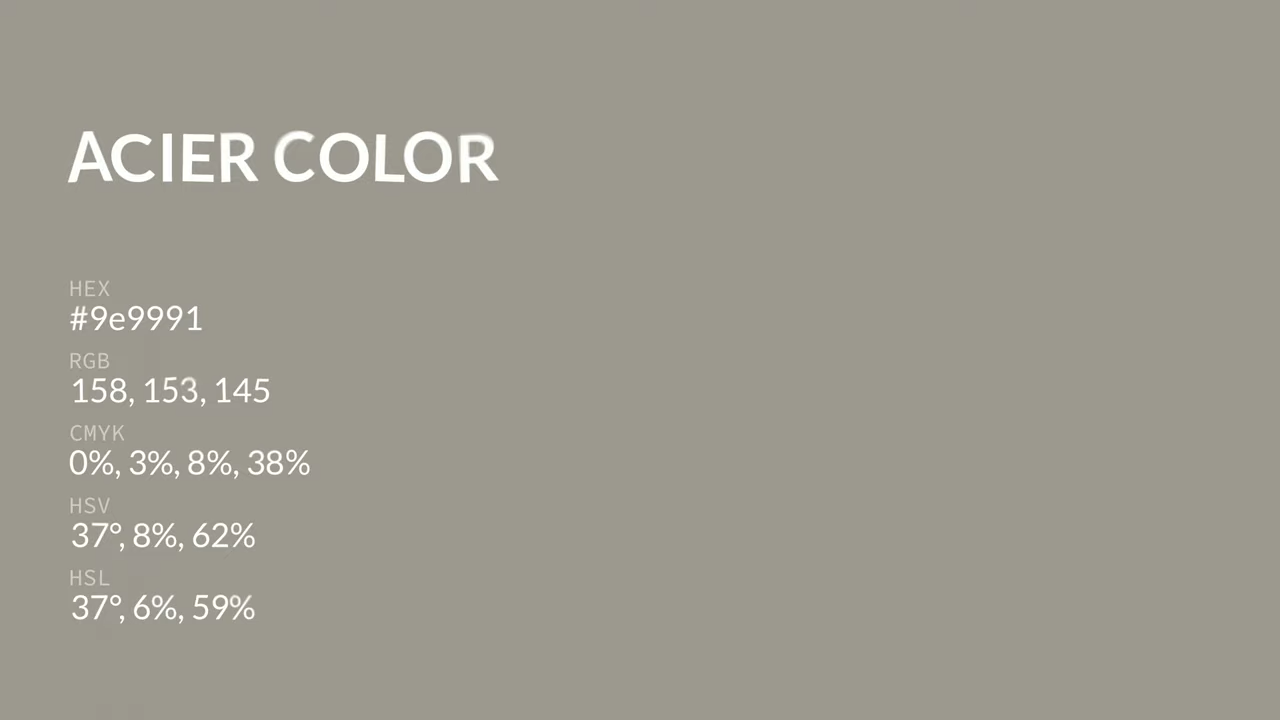 ACIER COLOR
HEX
#9e9991
RGB
158, 153, 145
CMYK
0%, 3%, 8%, 38%
HSV
37°, 8%, 62%
HSL
37°, 6%, 59%